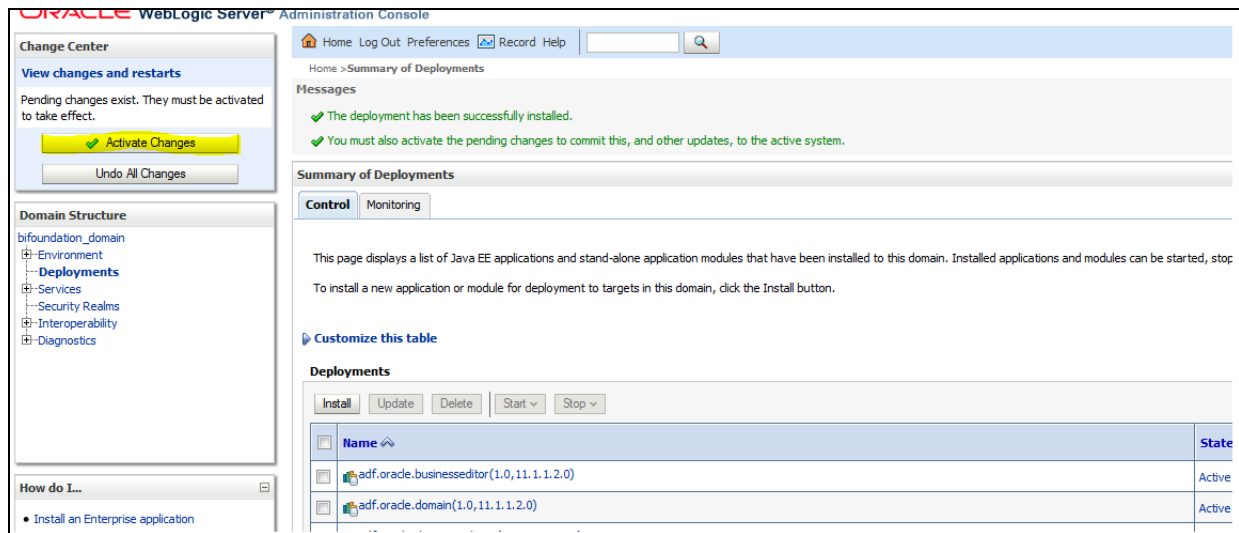 ORACLE WebLogic Server® Administration Console
Change Center
View changes and restarts
Pending changes exist. They must be activated
to take effect.
Activate Changes
Undo All Changes
Domain Structure
bifoundation_domain
Environment
Deployments
Services
Security Realms
Interoperability
Diagnostics
How do I...
Install an Enterprise application
Home Log Out Preferences Record Help
Home >Summary of Deployments
Messages
The deployment has been successfully installed.
You must also activate the pending changes to commit this, and other updates, to the active system.
Summary of Deployments
Control Monitoring
This page displays a list of Java EE applications and stand-alone application modules that have been installed to this domain. Installed applications and modules can be started, stop
To install a new application or module for deployment to targets in this domain, click the Install button.
Customize this table
Deployments
Install Update Delete Start Stop
Name State
adf.oracle.businesseditor(1.0,11.1.1.2.0) Active
adf.oracle.domain(1.0,11.1.1.2.0) Active